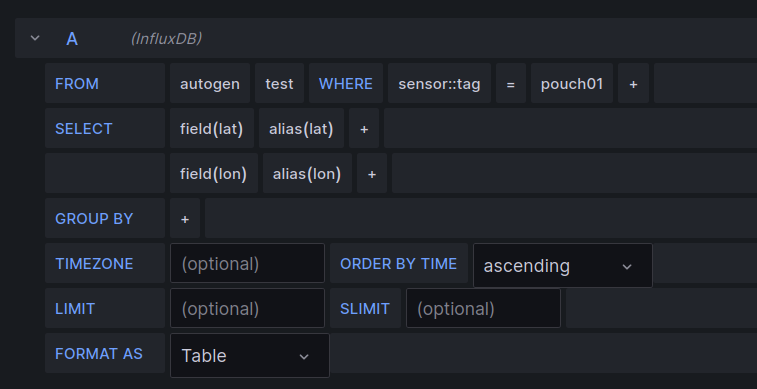 A (InfluxDB)
FROM autogen test WHERE sensor::tag = pouch01 +
SELECT field(lat) alias(lat) +
field(lon) alias(lon) +
GROUP BY +
TIMEZONE (optional) ORDER BY TIME ascending
LIMIT (optional) SLIMIT (optional)
FORMAT AS Table